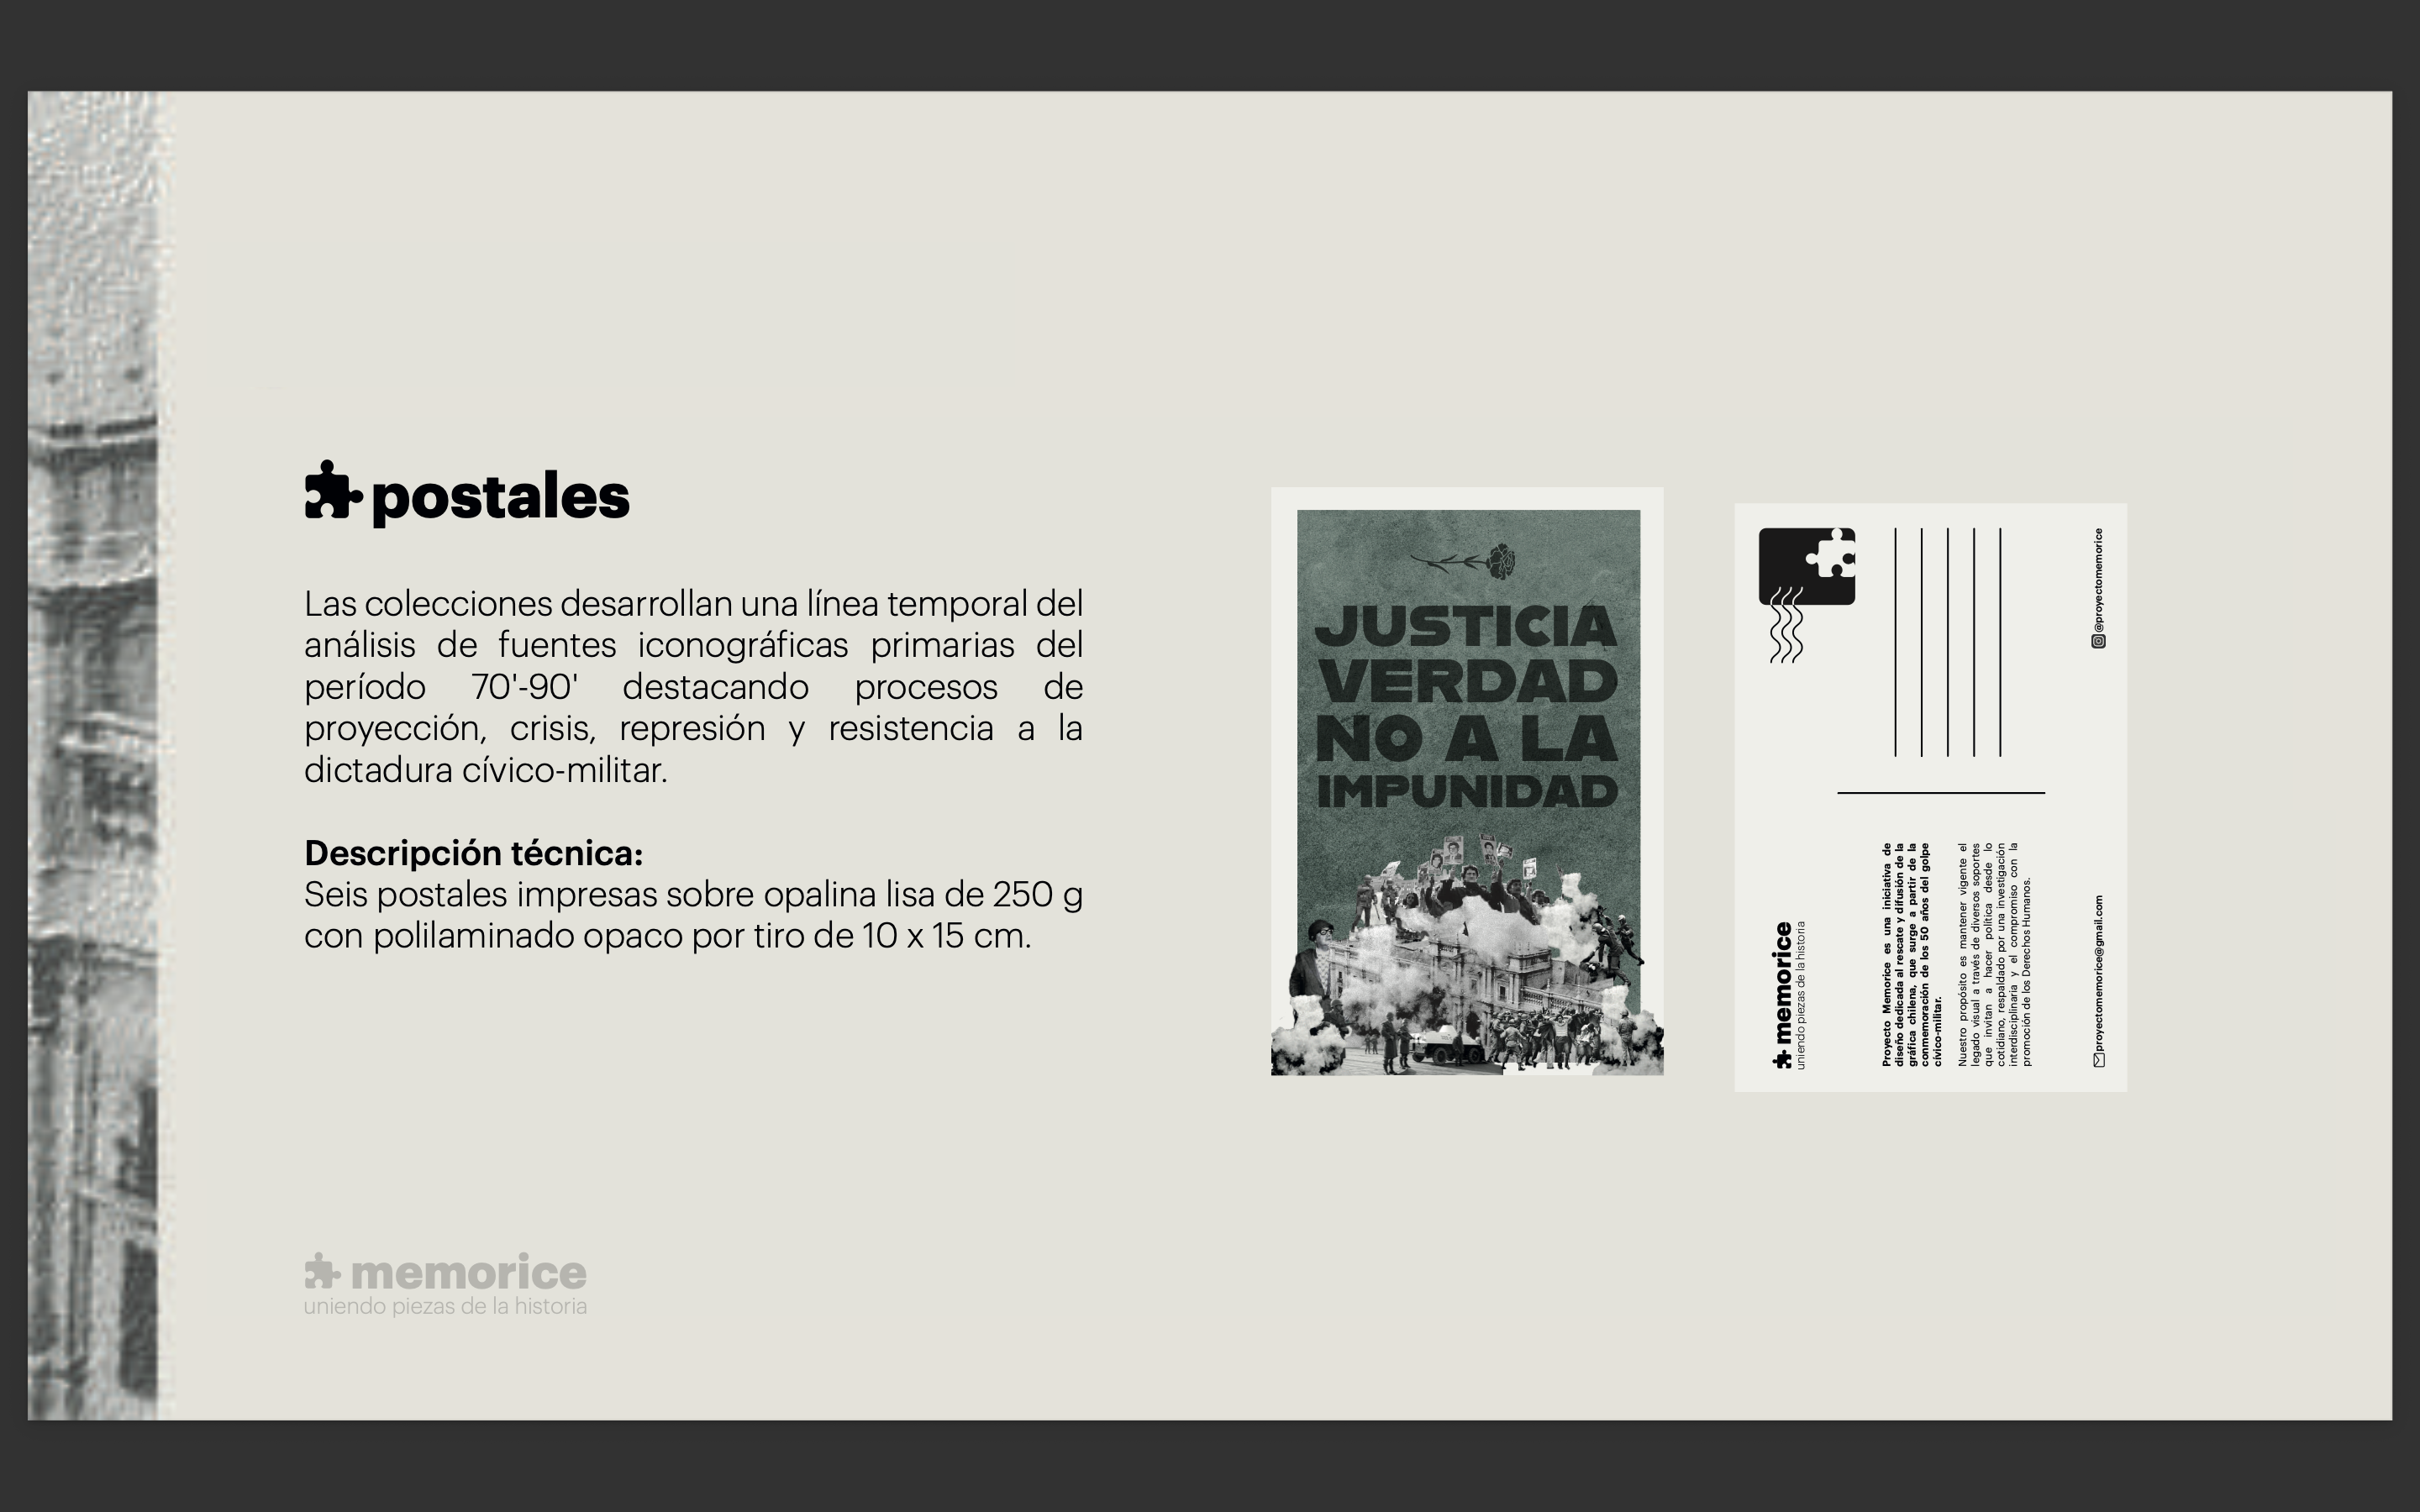 postales
Las colecciones desarrollan una línea temporal del
análisis de fuentes iconográficas primarias del
período 70'-90' destacando procesos de
proyección, crisis, represión y resistencia a la
dictadura cívico-militar.
Descripción técnica:
Seis postales impresas sobre opalina lisa de 250 g
con polilaminado opaco por tiro de 10 x 15 cm.
memorice
uniendo piezas de la historia
JUSTICIA
VERDAD
NO A LA
IMPUNIDAD
memorice
uniendo piezas de la historia
Proyecto Memorice es una iniciativa de
diseño dedicada al rescate y difusión de la
gráfica chilena, que surge a partir de la
conmemoración de los 50 años del golpe
cívico-militar.
Nuestro propósito es mantener vigente el
legado visual a través de diversos soportes
que invitan a hacer política desde lo
cotidiano, respaldado por una investigación
interdisciplinaria y el compromiso con la
promoción de los Derechos Humanos.
proyectomemorice@gmail.com
@proyectomemorice